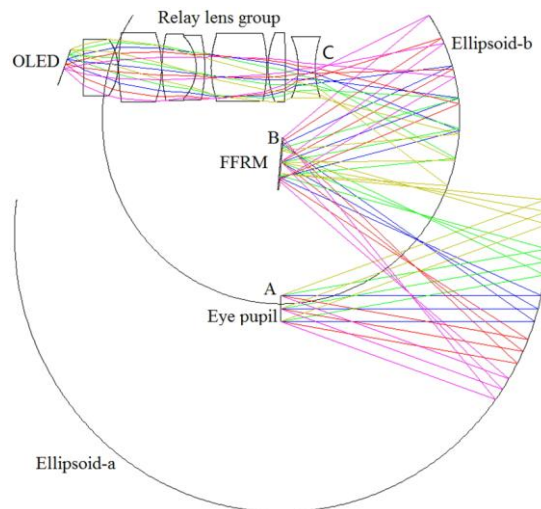 Relay lens group
Ellipsoid-b
OLED
C
B
FFRM
A
Eye pupil
Ellipsoid-a